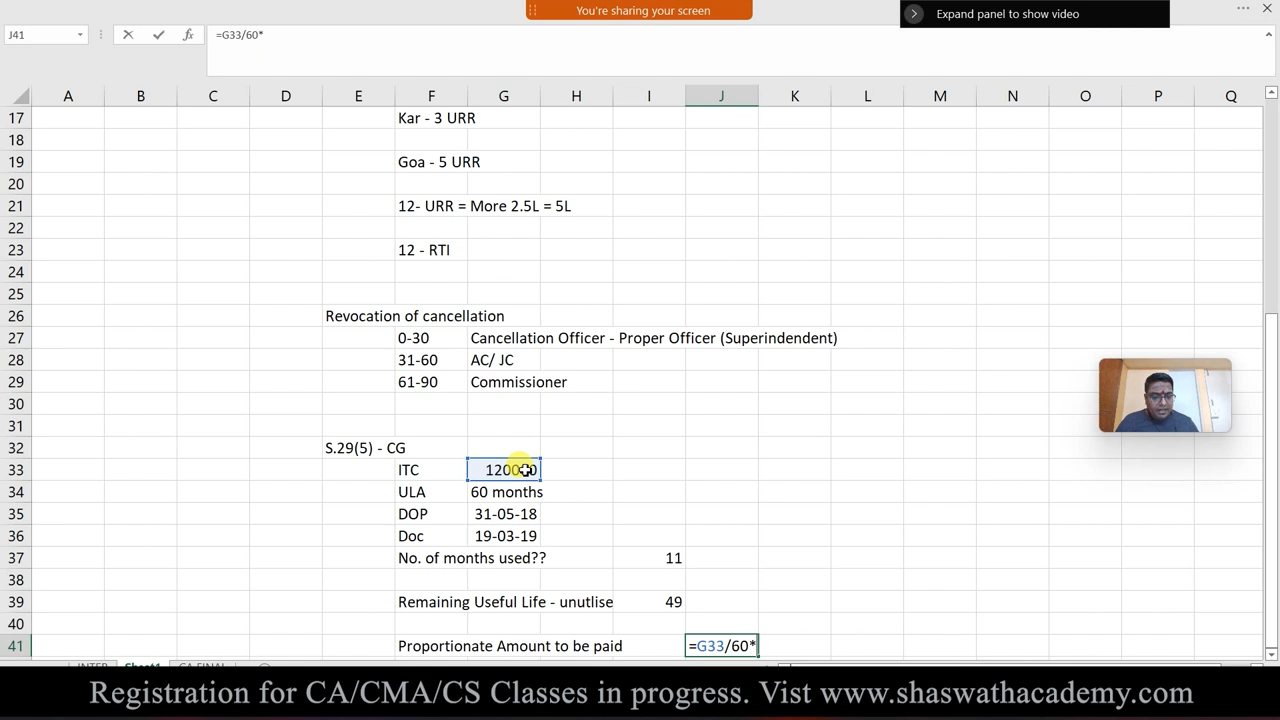 You're sharing your screen
Expand panel to show video
J41
=G33/60*
A B C D E F G H I J K L M N O P Q
17 Kar - 3 URR
18
19 Goa - 5 URR
20
21 12- URR = More 2.5L = 5L
22
23 12 - RTI
24
25
26 Revocation of cancellation
27 0-30 Cancellation Officer - Proper Officer (Superindendent)
28 31-60 AC/ JC
29 61-90 Commissioner
30
31
32 S.29(5) - CG
33 ITC
34 ULA 60 months
35 DOP 31-05-18
36 Doc 19-03-19
37 No. of months used?? 11
38
39 Remaining Useful Life - unutlise 49
40
41 Proportionate Amount to be paid =G33/60*
INTER Sheet1 CA FINAL
Registration for CA/CMA/CS Classes in progress. Vist www.shaswathacademy.com